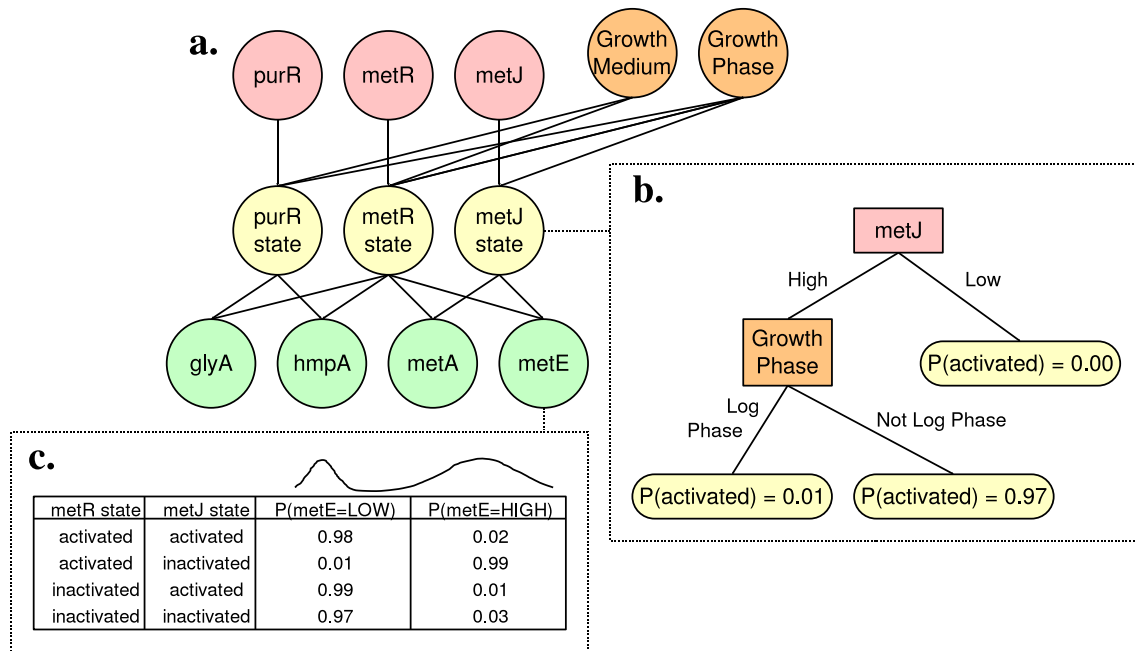 a.
purR
metR
metJ
Growth
Medium
Growth
Phase
purR
state
metR
state
metJ
state
glyA
hmpA
metA
metE
b.
metJ
High
Low
Growth
Phase
P(activated) = 0.00
Log
Phase
Not Log Phase
P(activated) = 0.01
P(activated) = 0.97
c.
metR state metJ state P(metE=LOW) P(metE=HIGH)
activated activated 0.98 0.02
activated inactivated 0.01 0.99
inactivated activated 0.99 0.01
inactivated inactivated 0.97 0.03